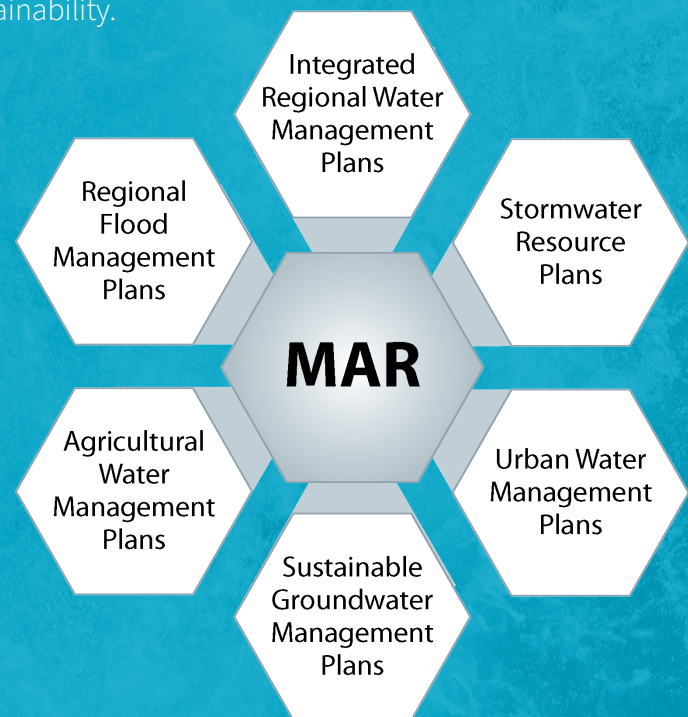 ainability.
Integrated
Regional Water
Management
Plans
Regional
Flood
Management
Plans
Stormwater
Resource
Plans
MAR
Agricultural
Water
Management
Plans
Urban Water
Management
Plans
Sustainable
Groundwater
Management
Plans